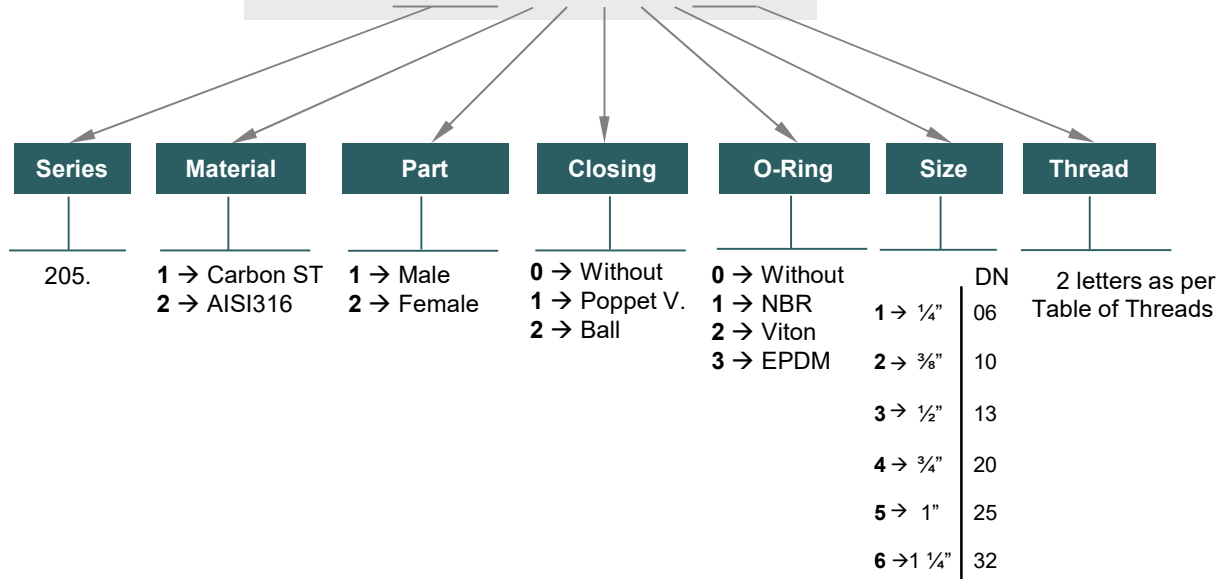 Series Material Part Closing O-Ring Size Thread
205.
1 → Carbon ST
2 → AISI316
1 → Male
2 → Female
0 → Without
1 → Poppet V.
2 → Ball
0 → Without
1 → NBR
2 → Viton
3 → EPDM
DN
1 → ¼” 06
2 → ⅜” 10
3 → ½” 13
4 → ¾” 20
5 → 1” 25
6 →1 ¼” 32
2 letters as per
Table of Threads